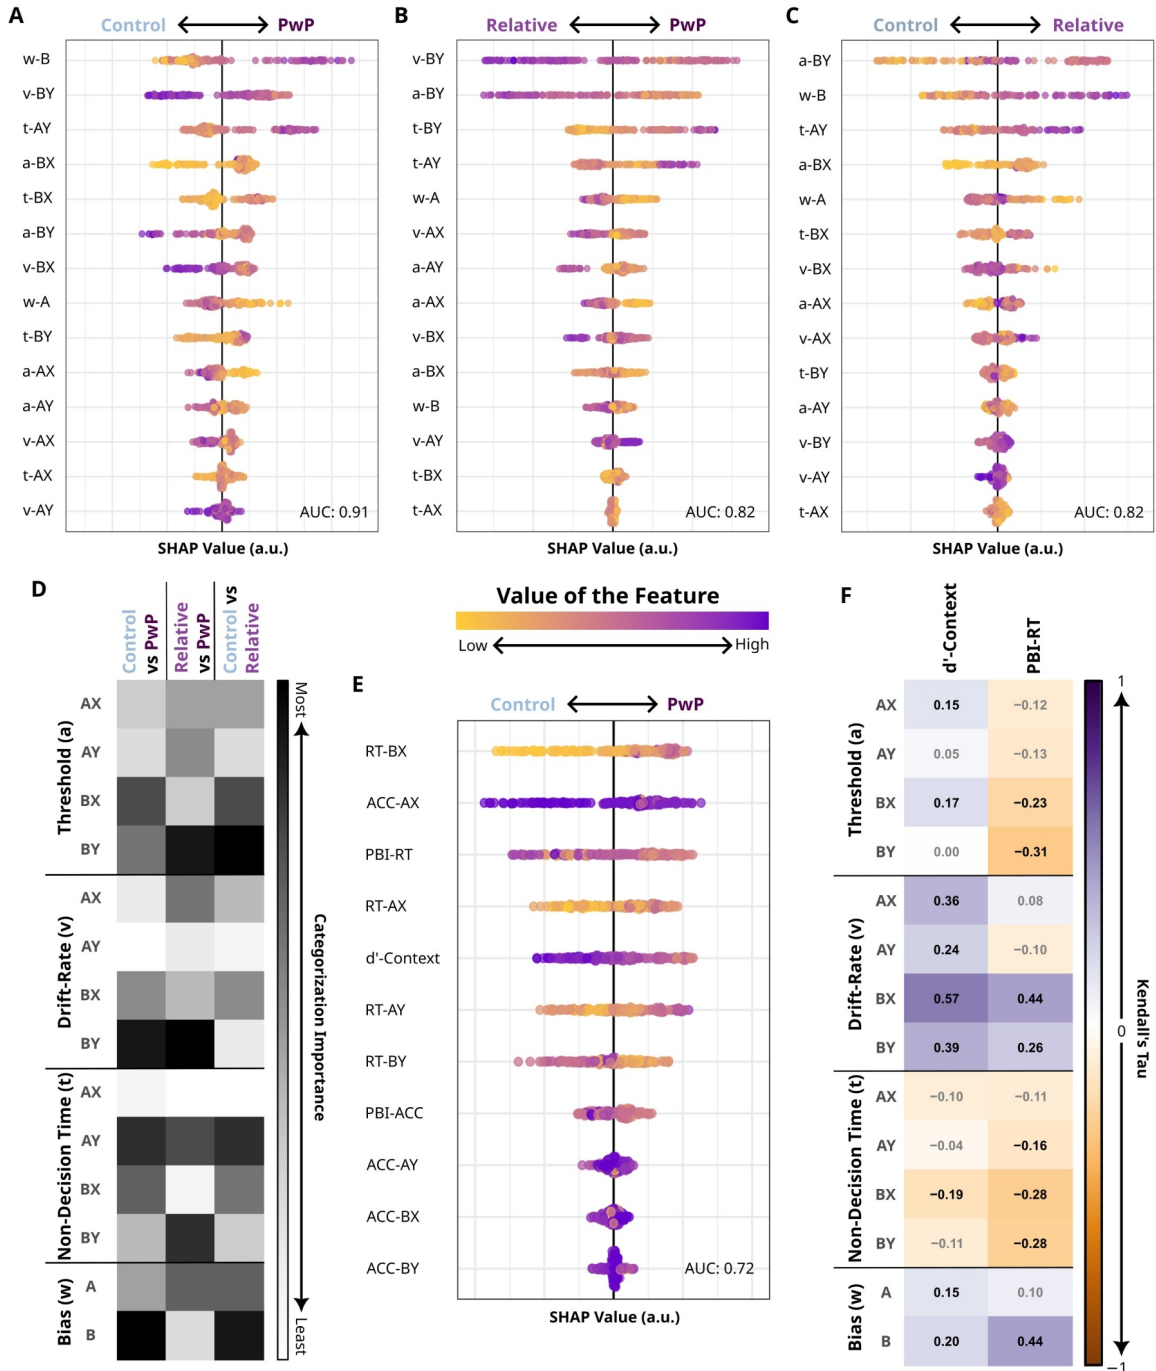 A
Control PwP
w-B
v-BY
t-AY
a-BX
t-BX
a-BY
v-BX
w-A
t-BY
a-AX
a-AY
v-AX
t-AX
v-AY
AUC: 0.91
SHAP Value (a.u.)
B
Relative PwP
v-BY
a-BY
t-BY
t-AY
w-A
v-AX
a-AY
a-AX
v-BX
a-BX
w-B
v-AY
t-BX
t-AX
AUC: 0.82
SHAP Value (a.u.)
C
Control Relative
a-BY
w-B
t-AY
a-BX
w-A
t-BX
v-BX
a-AX
v-AX
t-BY
a-AY
v-BY
v-AY
t-AX
AUC: 0.82
SHAP Value (a.u.)
D
Control
vs PwP
Relative
vs PwP
Control vs
Relative
Threshold (a)
AX
AY
BX
BY
Drift-Rate (v)
AX
AY
BX
BY
Non-Decision Time (t)
AX
AY
BX
BY
Bias (w)
A
B
Most
Categorization Importance
Least
Value of the Feature
Low High
E
Control PwP
RT-BX
ACC-AX
PBI-RT
RT-AX
d'-Context
RT-AY
RT-BY
PBI-ACC
ACC-AY
ACC-BX
ACC-BY
AUC: 0.72
SHAP Value (a.u.)
F
d'-Context
PBI-RT
Threshold (a)
AX 0.15 −0.12
AY 0.05 −0.13
BX 0.17 −0.23
BY 0.00 −0.31
Drift-Rate (v)
AX 0.36 0.08
AY 0.24 −0.10
BX 0.57 0.44
BY 0.39 0.26
Non-Decision Time (t)
AX −0.10 −0.11
AY −0.04 −0.16
BX −0.19 −0.28
BY −0.11 −0.28
Bias (w)
A 0.15 0.10
B 0.20 0.44
1
0
−1
Kendall's Tau